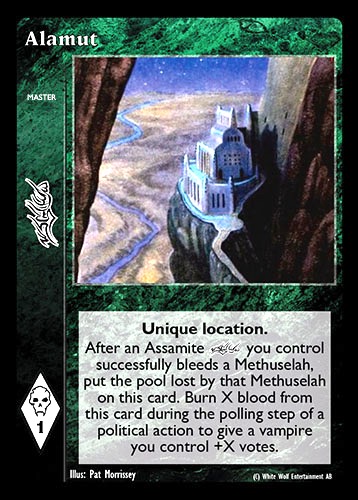 Alamut
MASTER
Unique location.
After an Assamite you control
successfully bleeds a Methuselah,
put the pool lost by that Methuselah
on this card. Burn X blood from
this card during the polling step of a
political action to give a vampire
you control +X votes.
1
Illus: Pat Morrissey
(C) White Wolf Entertainment AB